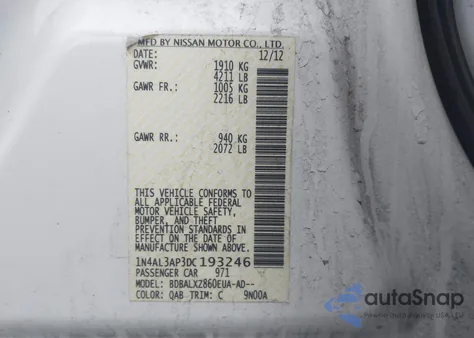 MFD BY NISSAN MOTOR CO., LTD.
DATE: 12/12
GVWR: 1910 KG
4211 LB
GAWR FR.: 1005 KG
2216 LB
GAWR RR.: 940 KG
2072 LB
THIS VEHICLE CONFORMS TO
ALL APPLICABLE FEDERAL
MOTOR VEHICLE SAFETY,
BUMPER, AND THEFT
PREVENTION STANDARDS
IN EFFECT ON THE DATE OF
MANUFACTURE SHOWN ABOVE.
1N4AL3AP3DC193246
PASSENGER CAR 971
MODEL: BDBALXZ860EUA-AD--
COLOR: QAB TRIM: C 9N00A
autoSnap